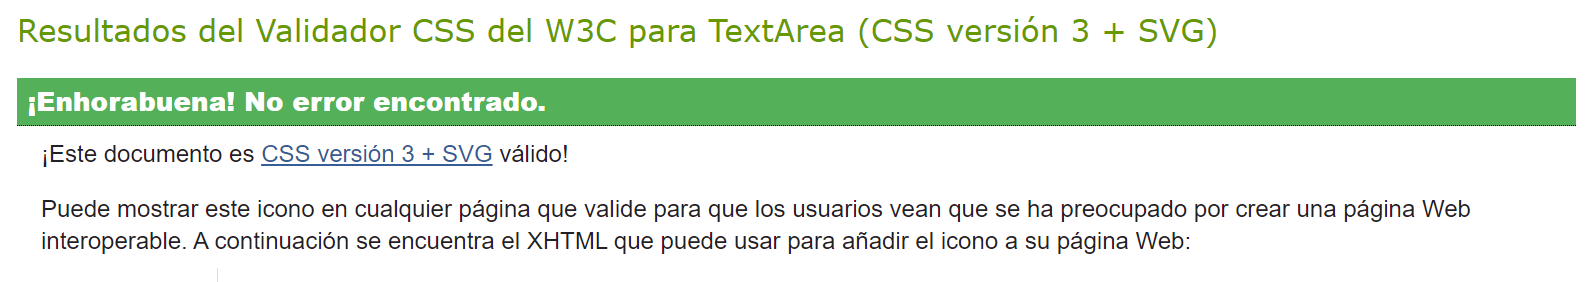 Resultados del Validador CSS del W3C para TextArea (CSS versión 3 + SVG)
¡Enhorabuena! No error encontrado.
¡Este documento es CSS versión 3 + SVG válido!
Puede mostrar este icono en cualquier página que valide para que los usuarios vean que se ha preocupado por crear una página Web
interoperable. A continuación se encuentra el XHTML que puede usar para añadir el icono a su página Web: